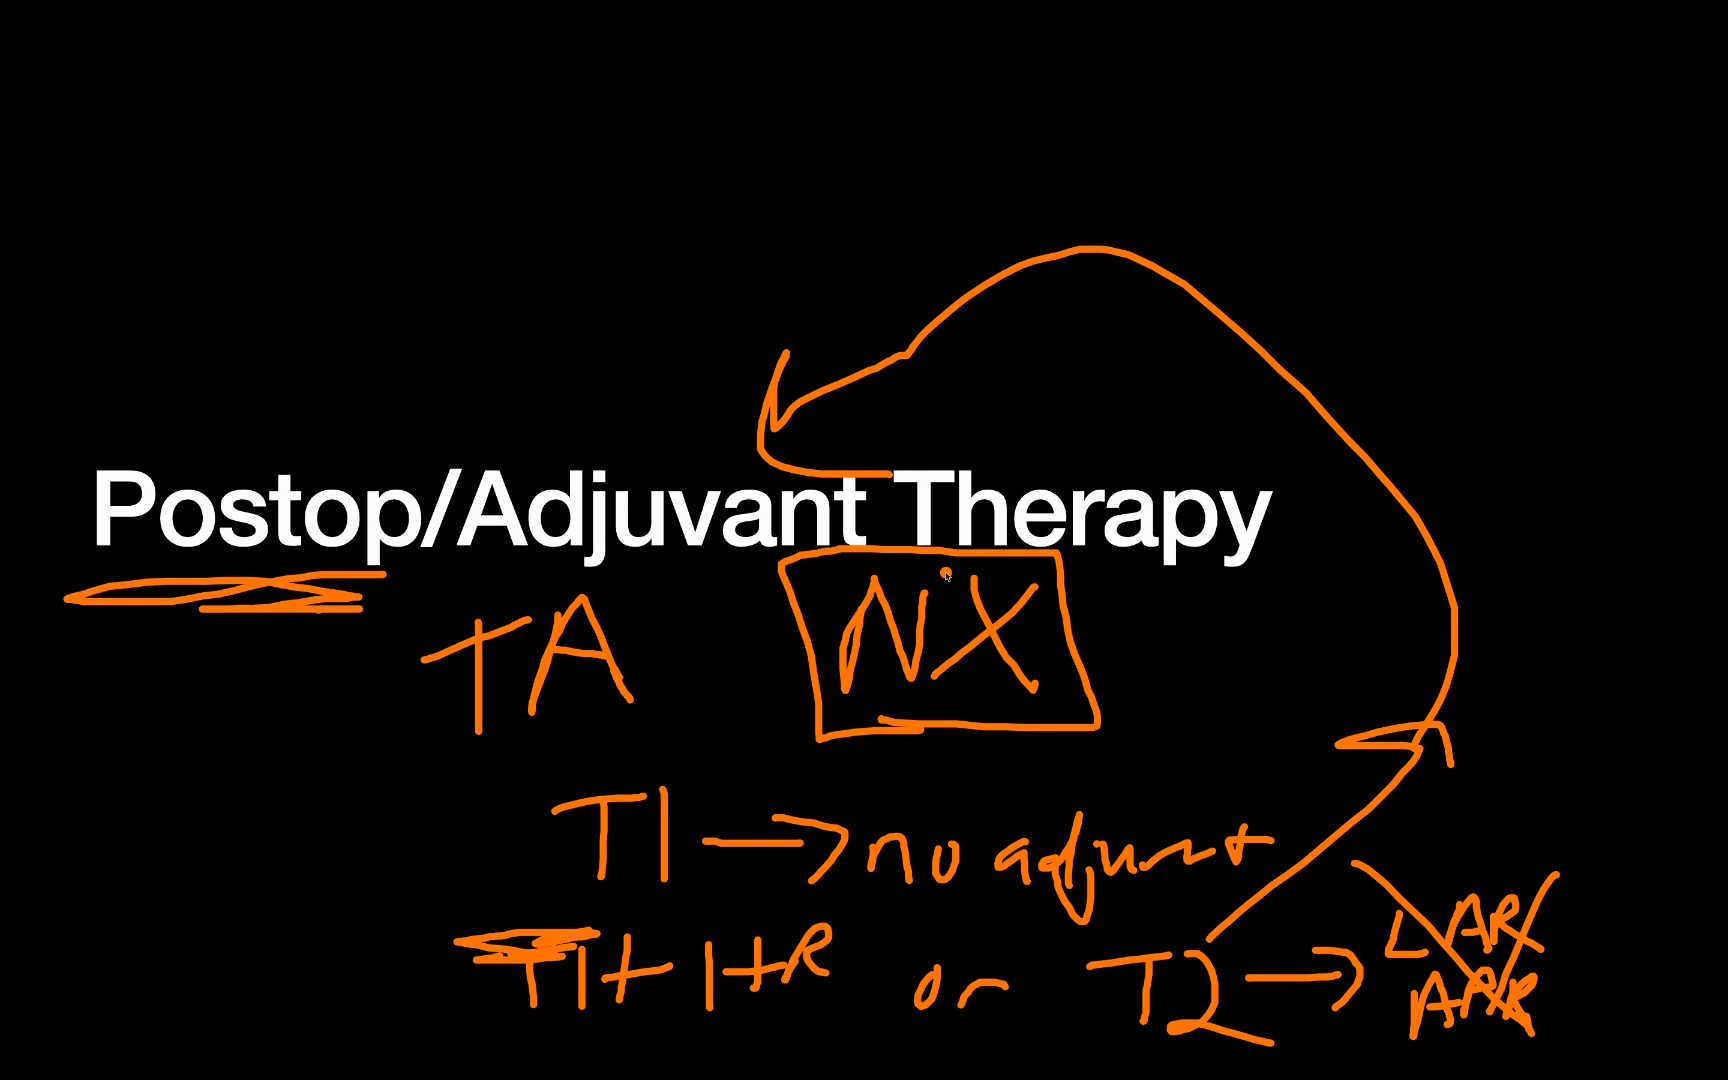 Postop/Adjuvant Therapy
TA NX
T1 → no adjuvant
T1 + HR or T2 → LAR
APR